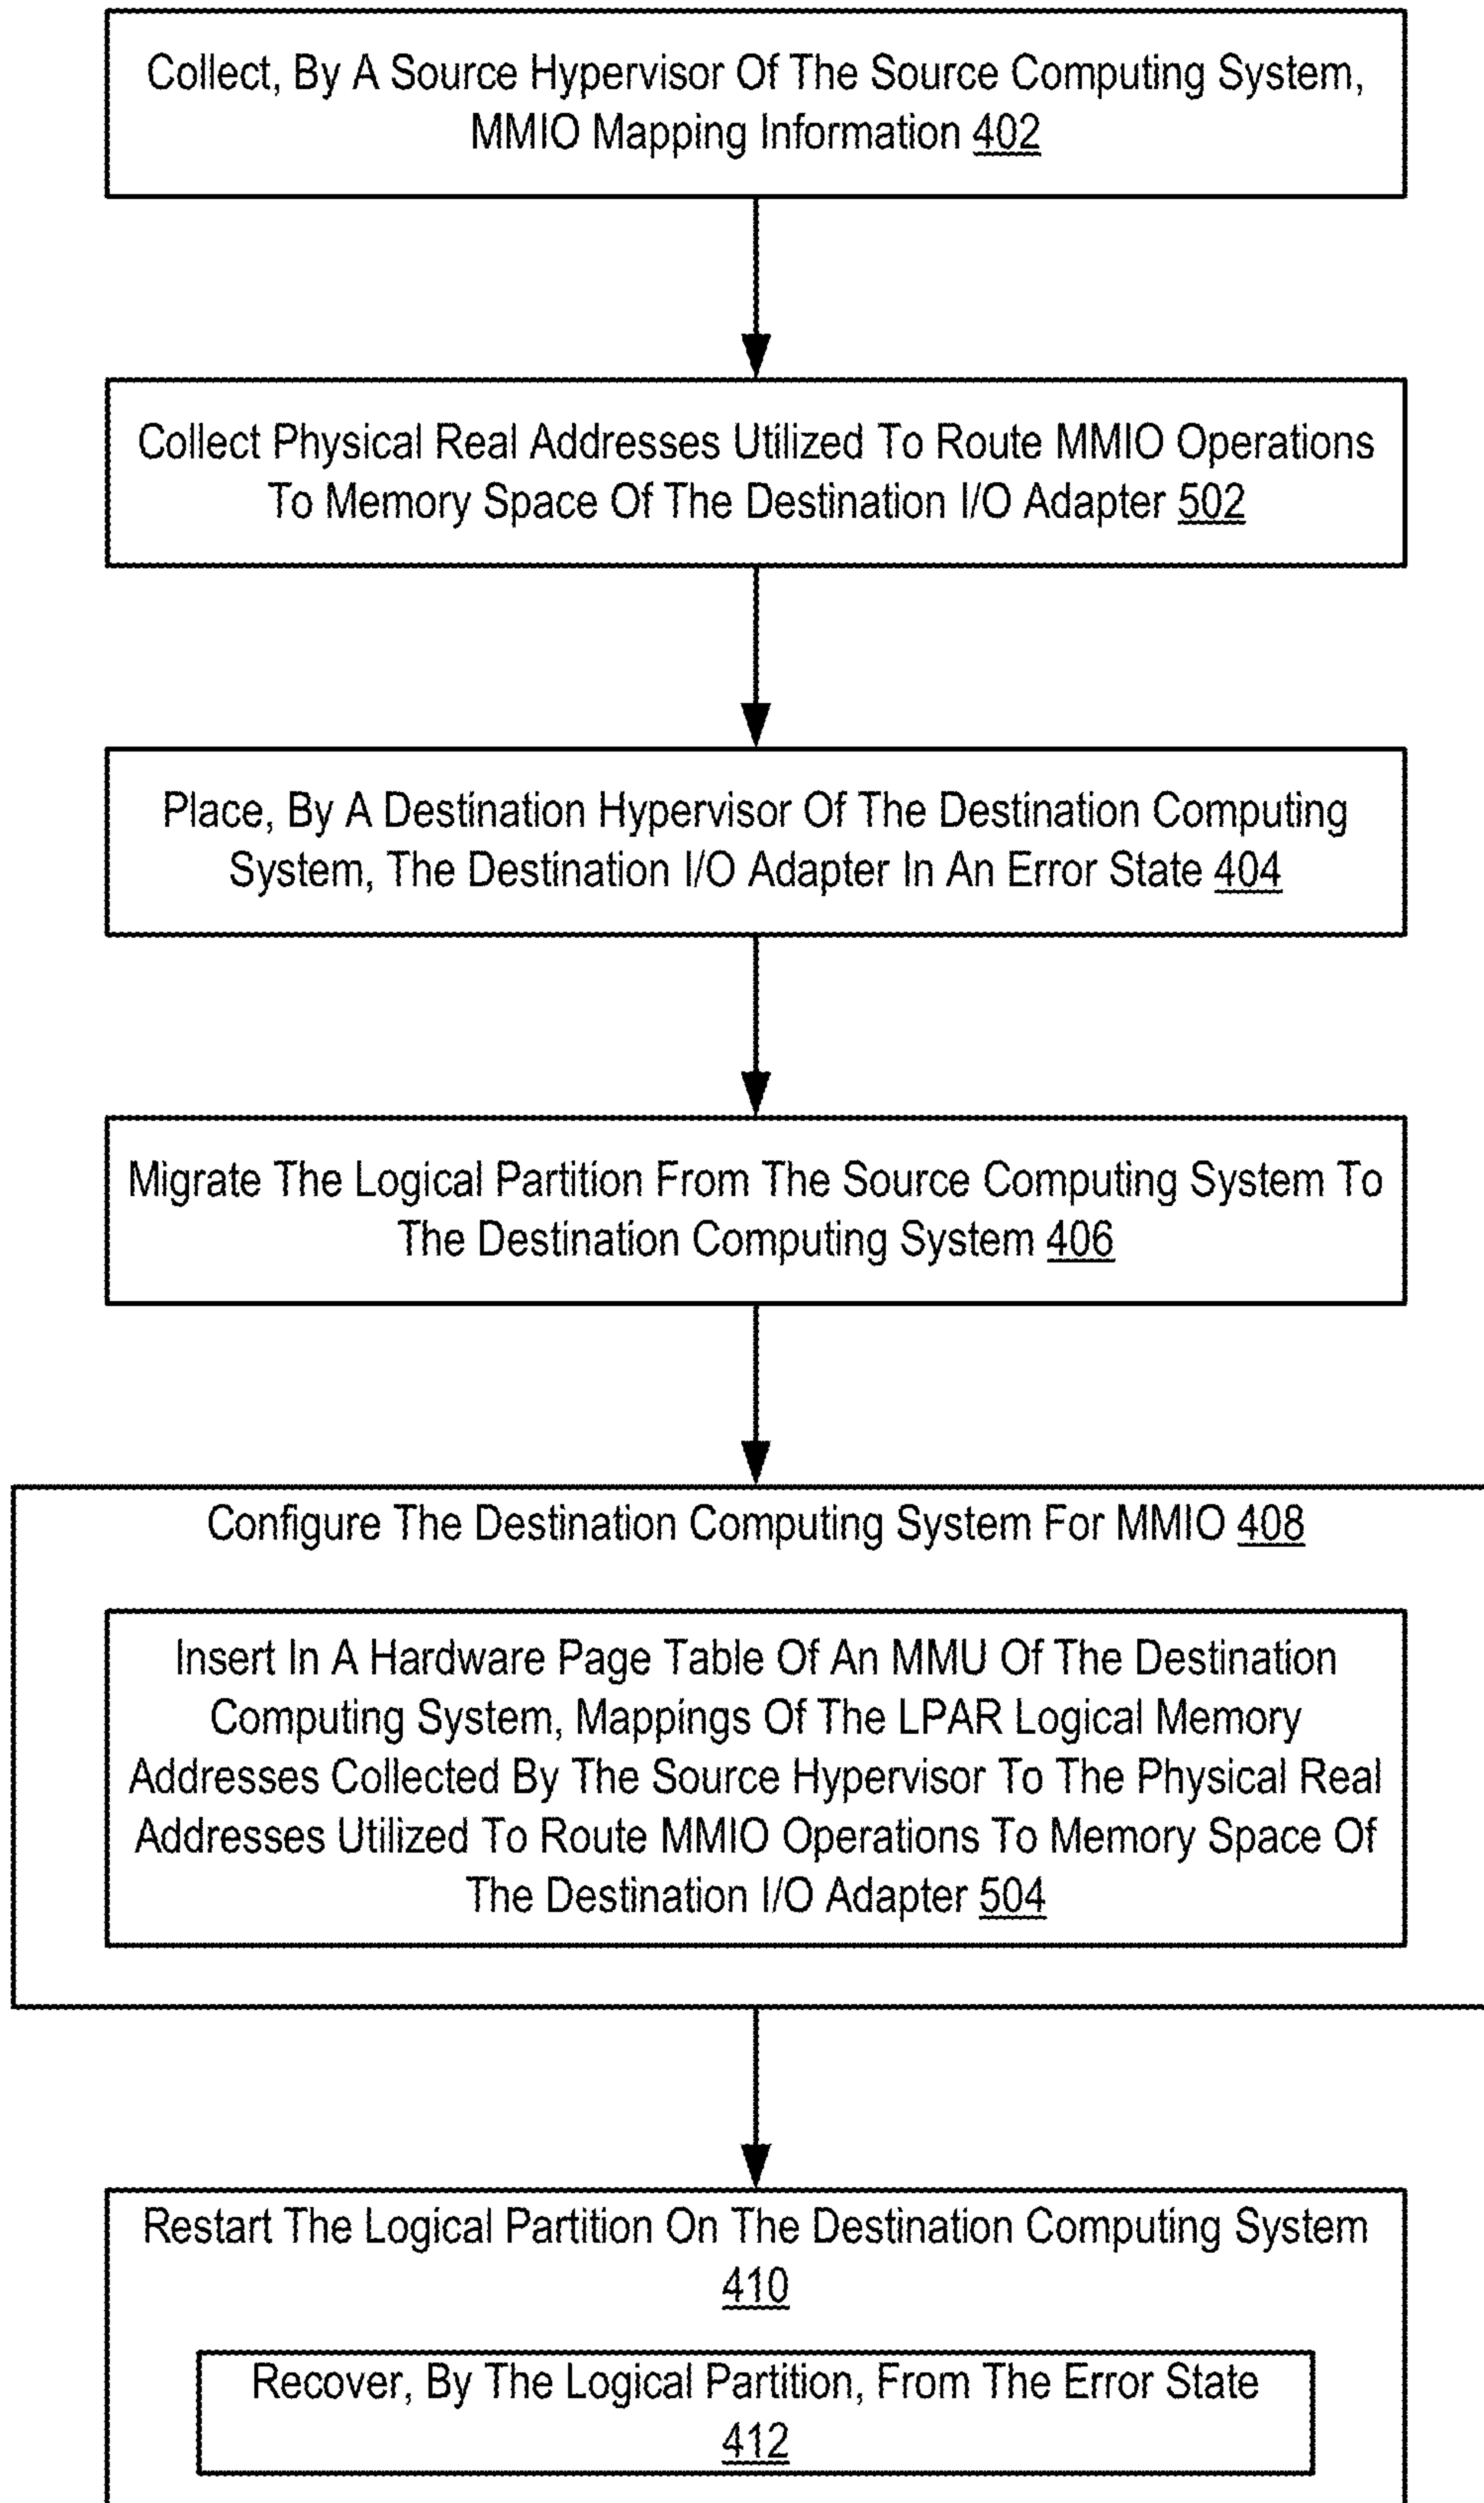 Collect, By A Source Hypervisor Of The Source Computing System,
MMIO Mapping Information 402
Collect Physical Real Addresses Utilized To Route MMIO Operations
To Memory Space Of The Destination I/O Adapter 502
Place, By A Destination Hypervisor Of The Destination Computing
System, The Destination I/O Adapter In An Error State 404
Migrate The Logical Partition From The Source Computing System To
The Destination Computing System 406
Configure The Destination Computing System For MMIO 408
Insert In A Hardware Page Table Of An MMU Of The Destination
Computing System, Mappings Of The LPAR Logical Memory
Addresses Collected By The Source Hypervisor To The Physical Real
Addresses Utilized To Route MMIO Operations To Memory Space Of
The Destination I/O Adapter 504
Restart The Logical Partition On The Destination Computing System
410
Recover, By The Logical Partition, From The Error State
412